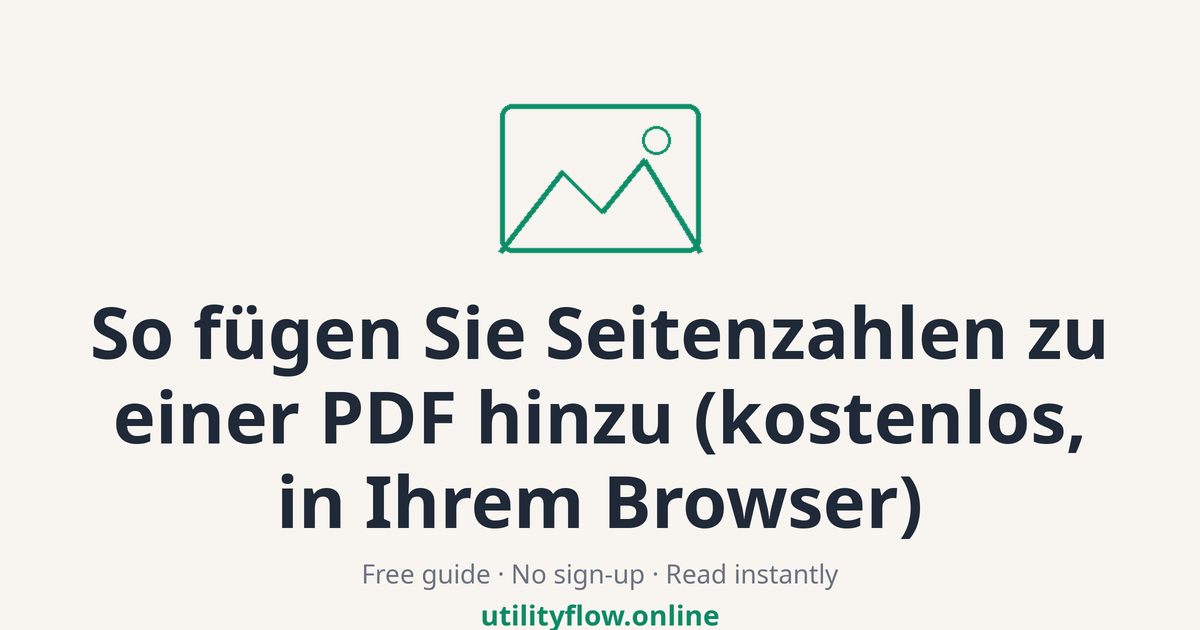 So fügen Sie Seitenzahlen zu
einer PDF hinzu (kostenlos,
in Ihrem Browser)
Free guide · No sign-up · Read instantly
utilityflow.online